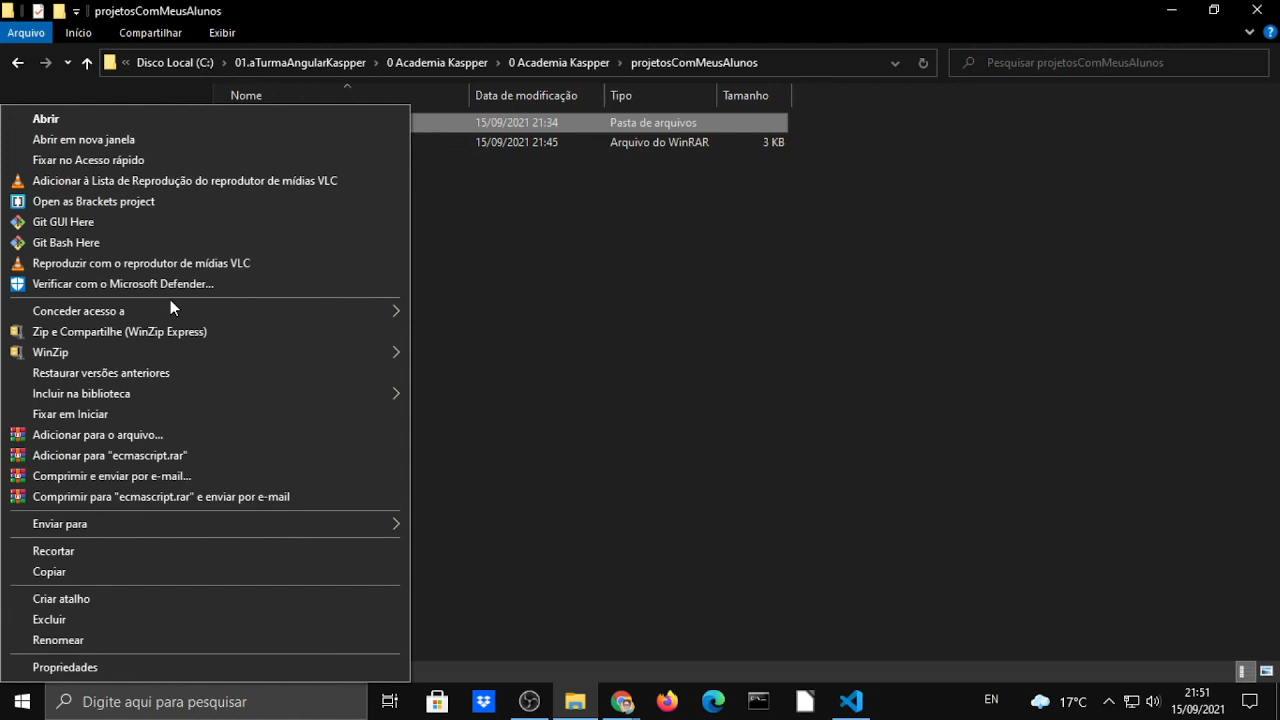 projetosComMeusAlunos
Arquivo
Início
Compartilhar
Exibir
Disco Local (C:)
01.aTurmaAngularKaspper
0 Academia Kaspper
0 Academia Kaspper
projetosComMeusAlunos
Pesquisar projetosComMeusAlunos
Nome
Data de modificação
Tipo
Tamanho
15/09/2021 21:34
Pasta de arquivos
15/09/2021 21:45
Arquivo do WinRAR
3 KB
Abrir
Abrir em nova janela
Fixar no Acesso rápido
Adicionar à Lista de Reprodução do reprodutor de mídias VLC
Open as Brackets project
Git GUI Here
Git Bash Here
Reproduzir com o reprodutor de mídias VLC
Verificar com o Microsoft Defender...
Conceder acesso a
Zip e Compartilhe (WinZip Express)
WinZip
Restaurar versões anteriores
Incluir na biblioteca
Fixar em Iniciar
Adicionar para o arquivo...
Adicionar para "ecmascript.rar"
Comprimir e enviar por e-mail...
Comprimir para "ecmascript.rar" e enviar por e-mail
Enviar para
Recortar
Copiar
Criar atalho
Excluir
Renomear
Propriedades
Digite aqui para pesquisar
EN
17°C
21:51
15/09/2021